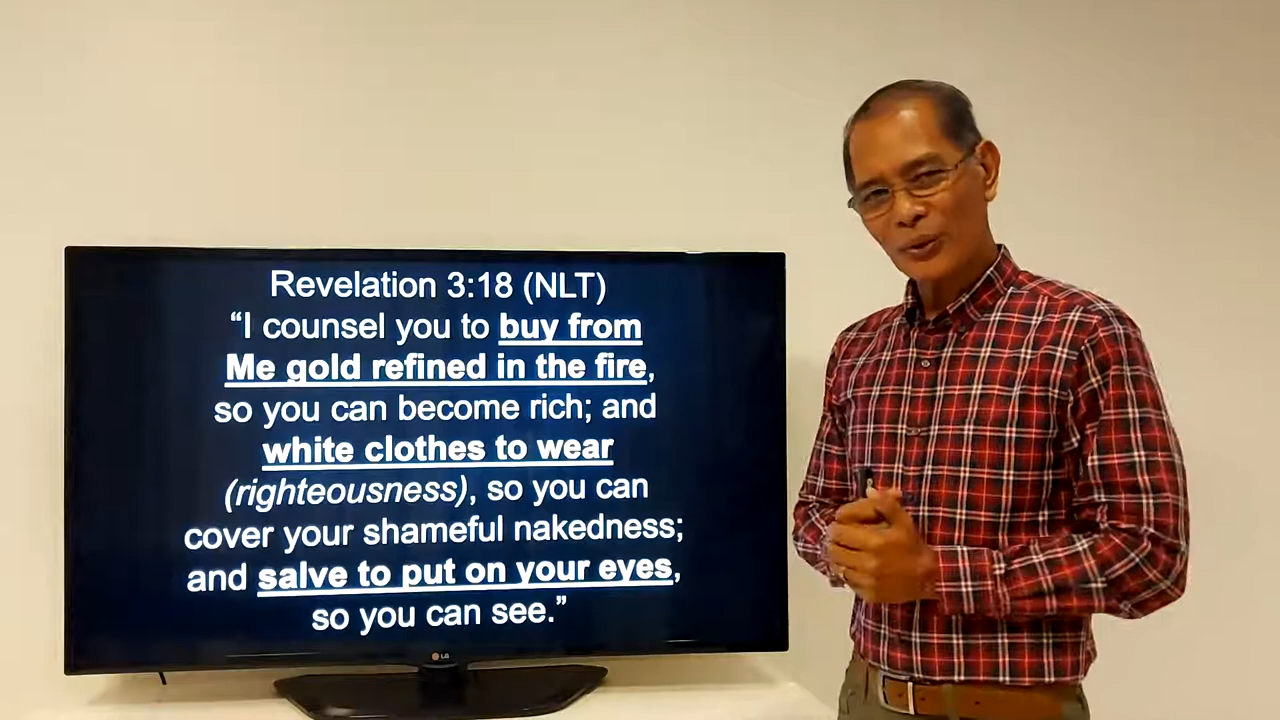 Revelation 3:18 (NLT)
“I counsel you to buy from
Me gold refined in the fire,
so you can become rich; and
white clothes to wear
(righteousness), so you can
cover your shameful nakedness;
and salve to put on your eyes,
so you can see.”
LG